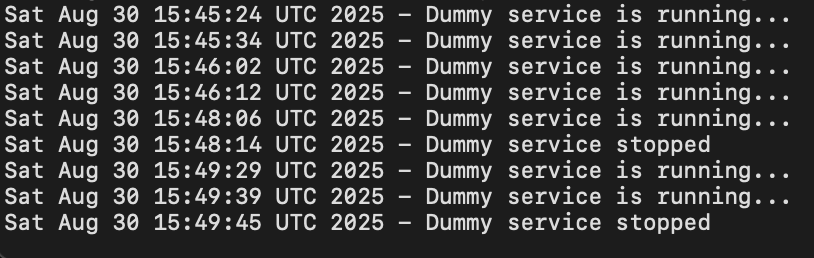 Sat Aug 30 15:45:24 UTC 2025 – Dummy service is running...
Sat Aug 30 15:45:34 UTC 2025 – Dummy service is running...
Sat Aug 30 15:46:02 UTC 2025 – Dummy service is running...
Sat Aug 30 15:46:12 UTC 2025 – Dummy service is running...
Sat Aug 30 15:48:06 UTC 2025 – Dummy service is running...
Sat Aug 30 15:48:14 UTC 2025 – Dummy service stopped
Sat Aug 30 15:49:29 UTC 2025 – Dummy service is running...
Sat Aug 30 15:49:39 UTC 2025 – Dummy service is running...
Sat Aug 30 15:49:45 UTC 2025 – Dummy service stopped